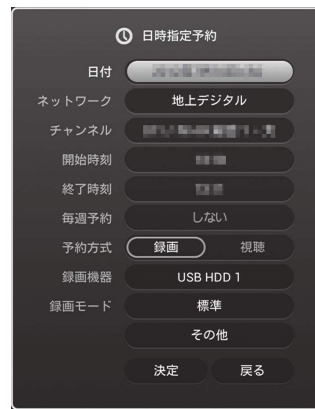 日時指定予約
日付
ネットワーク 地上デジタル
チャンネル
開始時刻
終了時刻
毎週予約 しない
予約方式 録画 視聴
録画機器 USB HDD 1
録画モード 標準
その他
決定 戻る